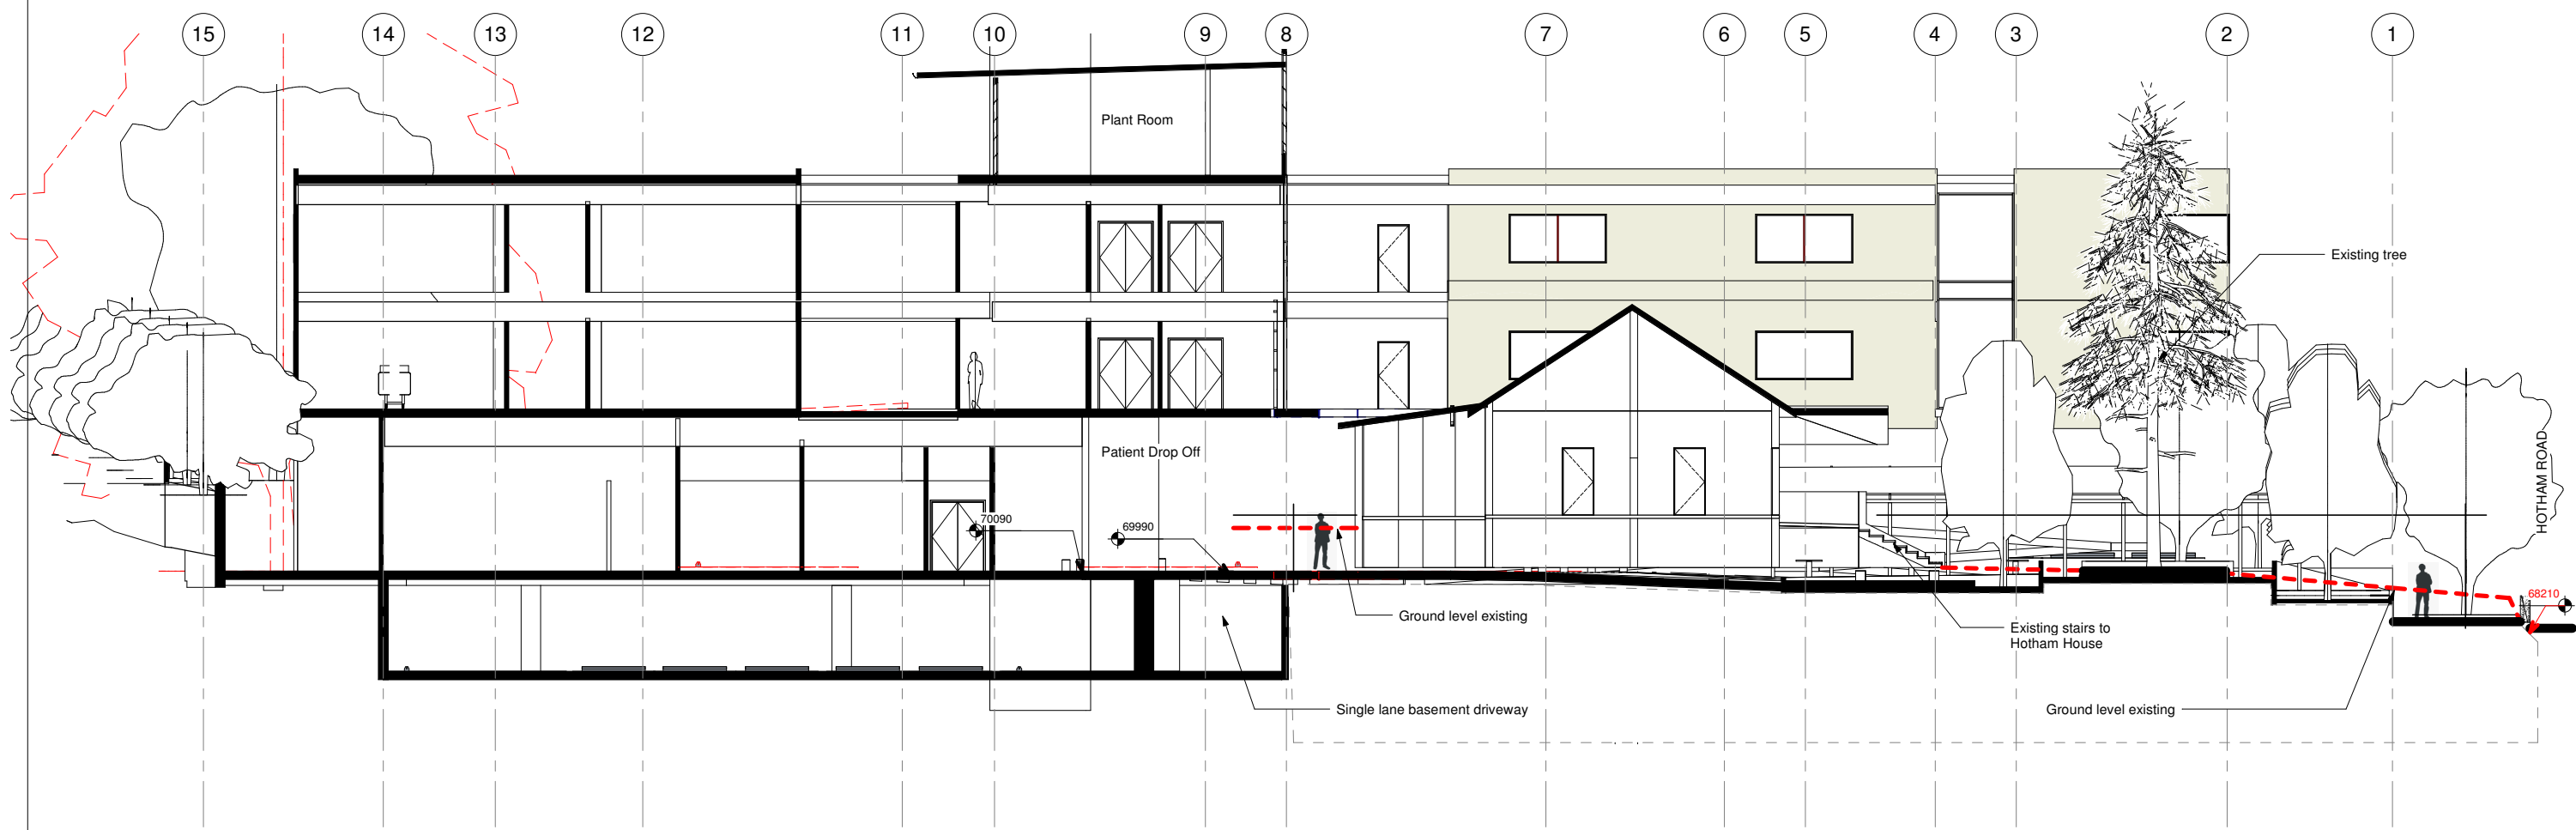 15 14 13 12 11 10 9 8 7 6 5 4 3 2 1
Plant Room
Existing tree
Patient Drop Off
HOTHAM ROAD
70090
69990
68210
Ground level existing
Existing stairs to
Hotham House
Single lane basement driveway
Ground level existing